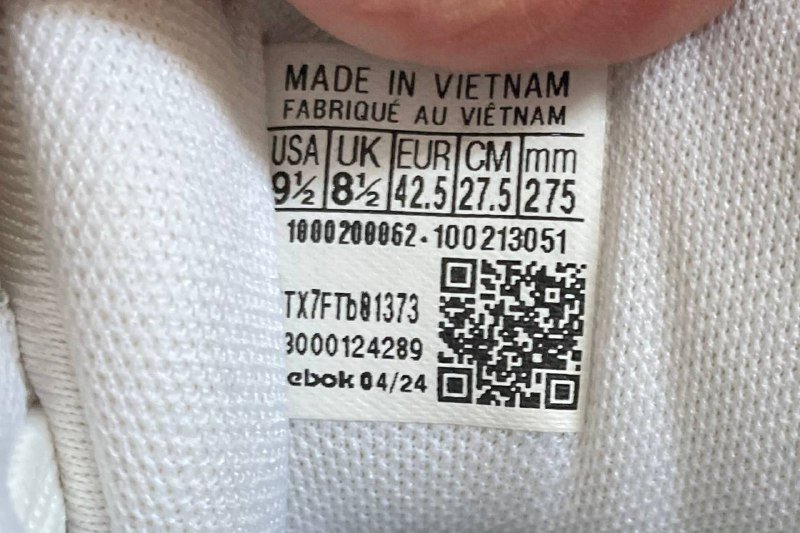 MADE IN VIETNAM
FABRIQUÉ AU VIÊTNAM
USA UK EUR CM mm
9½ 8½ 42.5 27.5 275
1000200062-100213051
TX7FTb01373
3000124289
ebok 04/24